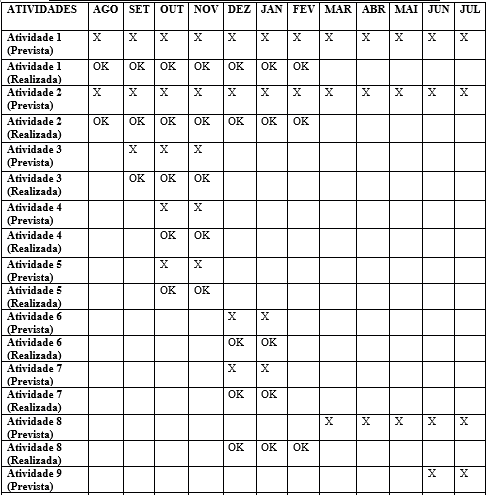 ATIVIDADES AGO SET OUT NOV DEZ JAN FEV MAR ABR MAI JUN JUL
Atividade 1 X X X X X X X X X X X X
(Prevista)
Atividade 1 OK OK OK OK OK OK OK
(Realizada)
Atividade 2 X X X X X X X X X X X X
(Prevista)
Atividade 2 OK OK OK OK OK OK OK
(Realizada)
Atividade 3 X X X
(Prevista)
Atividade 3 OK OK OK
(Realizada)
Atividade 4 X X
(Prevista)
Atividade 4 OK OK
(Realizada)
Atividade 5 X X
(Prevista)
Atividade 5 OK OK
(Realizada)
Atividade 6 X X
(Prevista)
Atividade 6 OK OK
(Realizada)
Atividade 7 X X
(Prevista)
Atividade 7 OK OK
(Realizada)
Atividade 8 X X X X X
(Prevista)
Atividade 8 OK OK OK
(Realizada)
Atividade 9 X X
(Prevista)